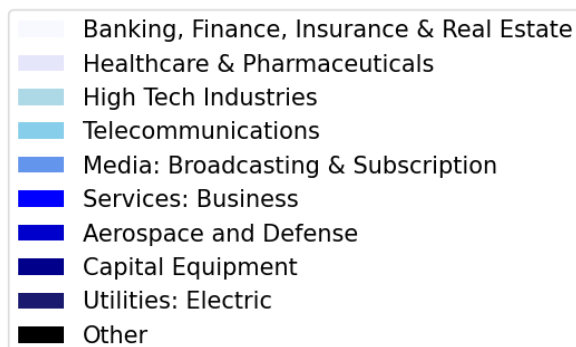 Banking, Finance, Insurance & Real Estate
Healthcare & Pharmaceuticals
High Tech Industries
Telecommunications
Media: Broadcasting & Subscription
Services: Business
Aerospace and Defense
Capital Equipment
Utilities: Electric
Other